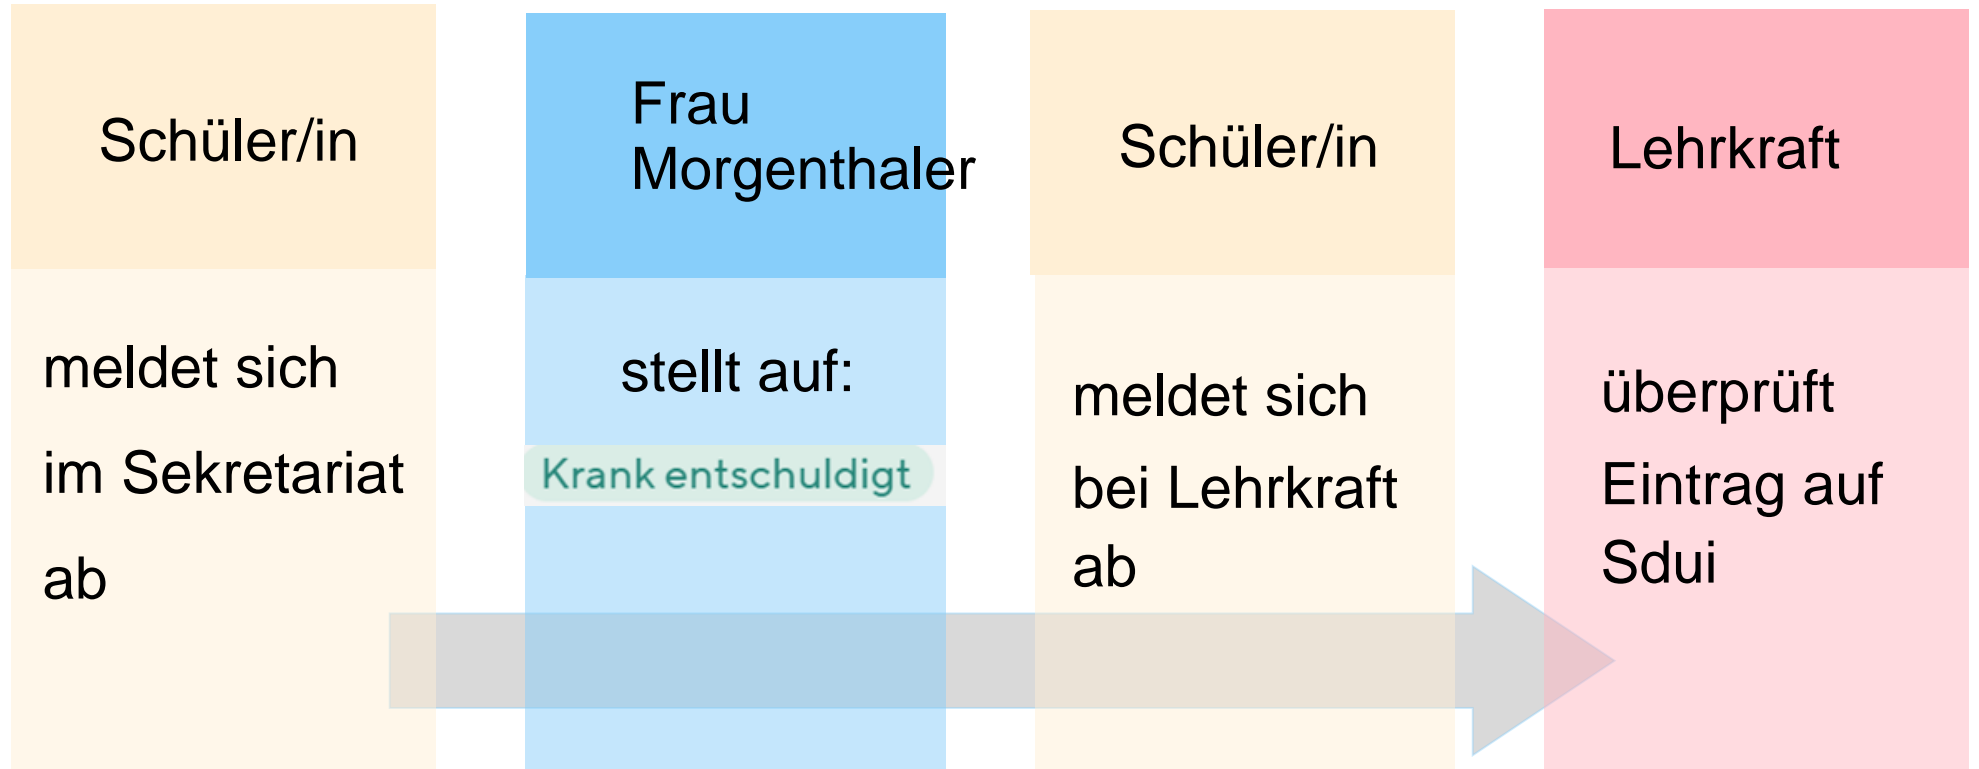 Schüler/in
meldet sich
im Sekretariat
ab
Frau
Morgenthaler
stellt auf:
Krank entschuldigt
Schüler/in
meldet sich
bei Lehrkraft
ab
Lehrkraft
überprüft
Eintrag auf
Sdui